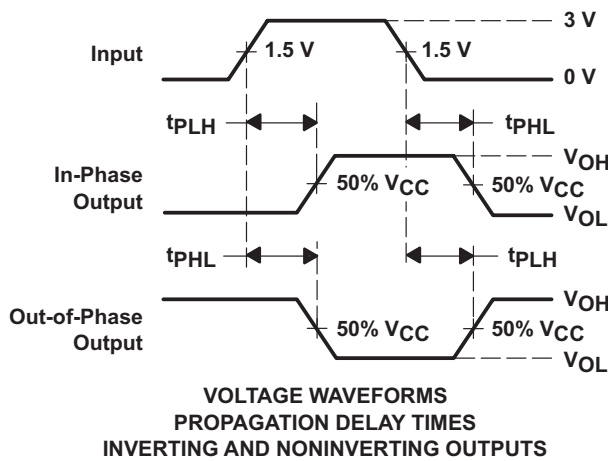 3 V
Input
1.5 V
1.5 V
0 V
tPLH
tPHL
VOH
In-Phase
Output
50% VCC
50% VCC
VOL
tPHL
tPLH
VOH
Out-of-Phase
Output
50% VCC
50% VCC
VOL
VOLTAGE WAVEFORMS
PROPAGATION DELAY TIMES
INVERTING AND NONINVERTING OUTPUTS